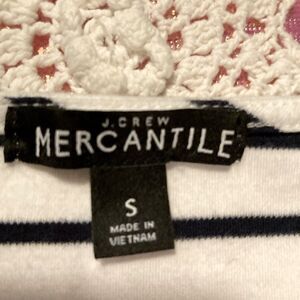 J.CREW
MERCANTILE
S
MADE IN
VIETNAM